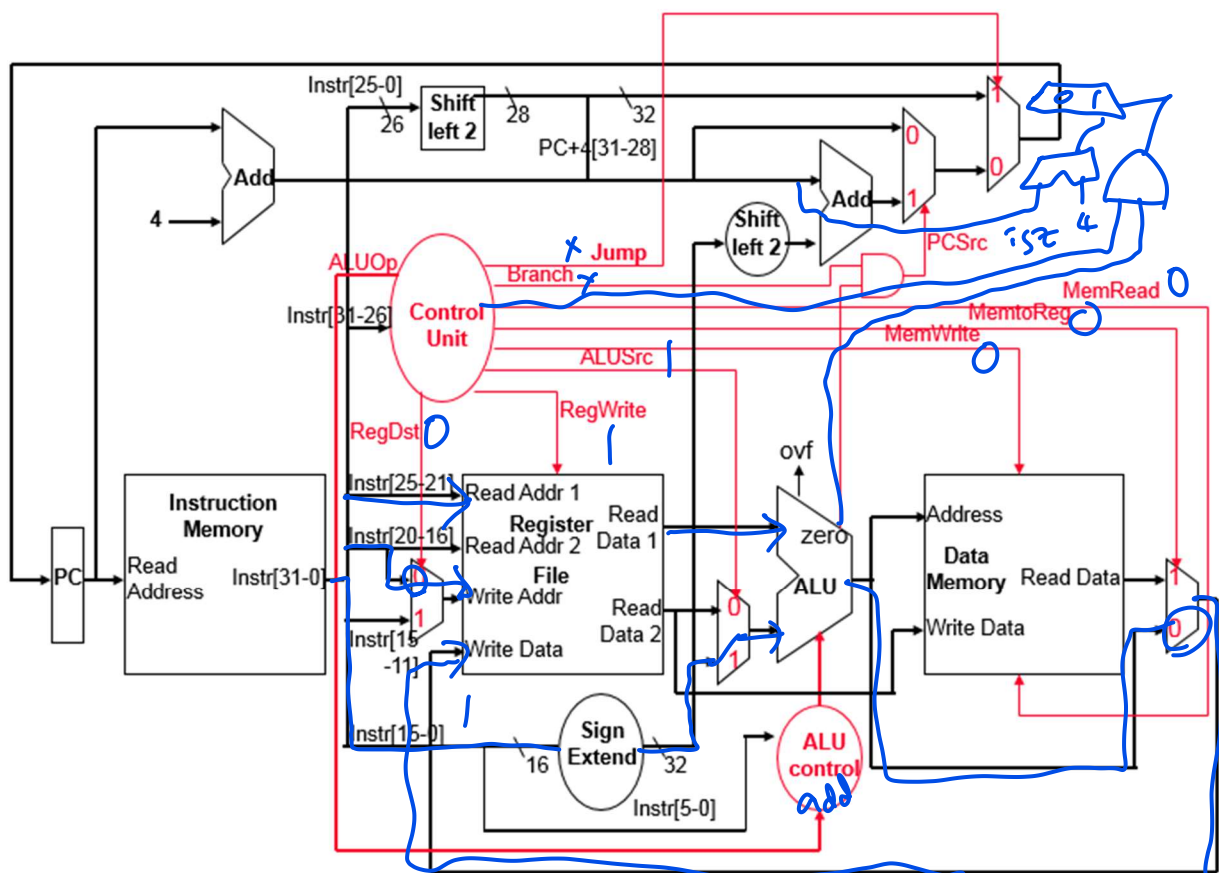 Instr[25-0]
26
Shift
left 2
28
32
PC+4[31-28]
1
0
0 1
Add
4
0
1
Add
Shift
left 2
PCSrc
isz 4
ALUOp
x Jump
Branch x
Instr[31-26]
Control
Unit
MemRead 0
MemtoReg 0
MemWrite 0
ALUSrc 1
RegWrite 1
RegDst 0
ovf
Instruction
Memory
Read
Address
Instr[31-0]
PC
Instr[25-21]
Read Addr 1
Instr[20-16]
Read Addr 2
Register
File
Write Addr
Write Data
Read
Data 1
Read
Data 2
0
1
Instr[15
-11]
0
1
zero
ALU
Address
Data
Memory
Read Data
Write Data
1
0
1
Instr[15-0]
16
Sign
Extend
32
ALU
control
add
Instr[5-0]